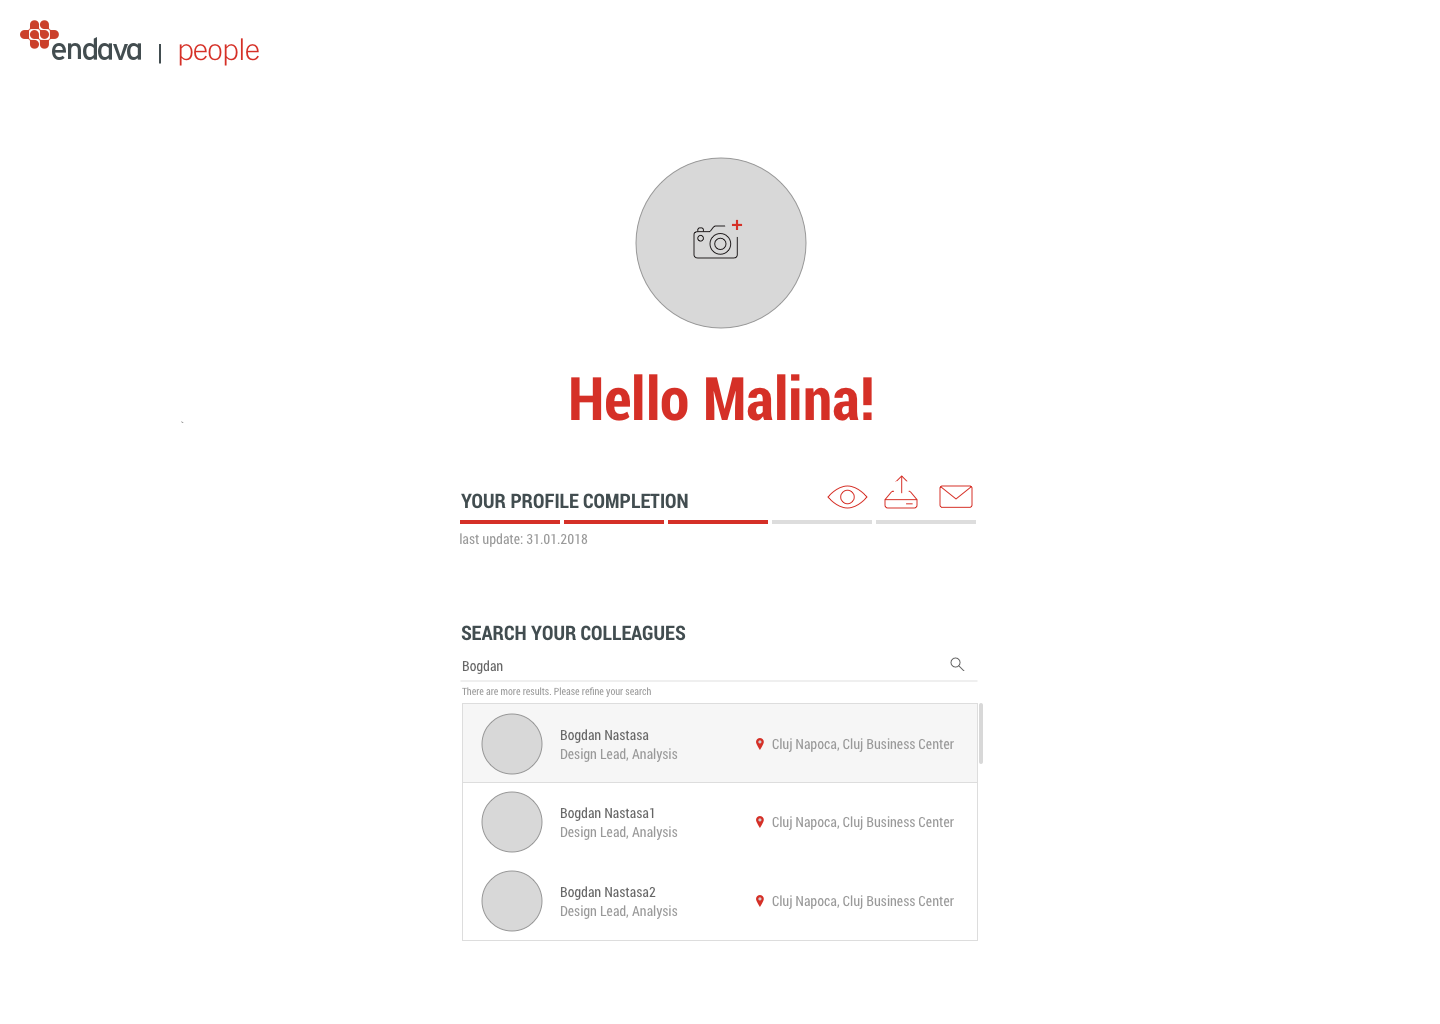 endava | people
Hello Malina!
YOUR PROFILE COMPLETION
last update: 31.01.2018
SEARCH YOUR COLLEAGUES
Bogdan
There are more results. Please refine your search
Bogdan Nastasa
Design Lead, Analysis
Cluj Napoca, Cluj Business Center
Bogdan Nastasa1
Design Lead, Analysis
Cluj Napoca, Cluj Business Center
Bogdan Nastasa2
Design Lead, Analysis
Cluj Napoca, Cluj Business Center